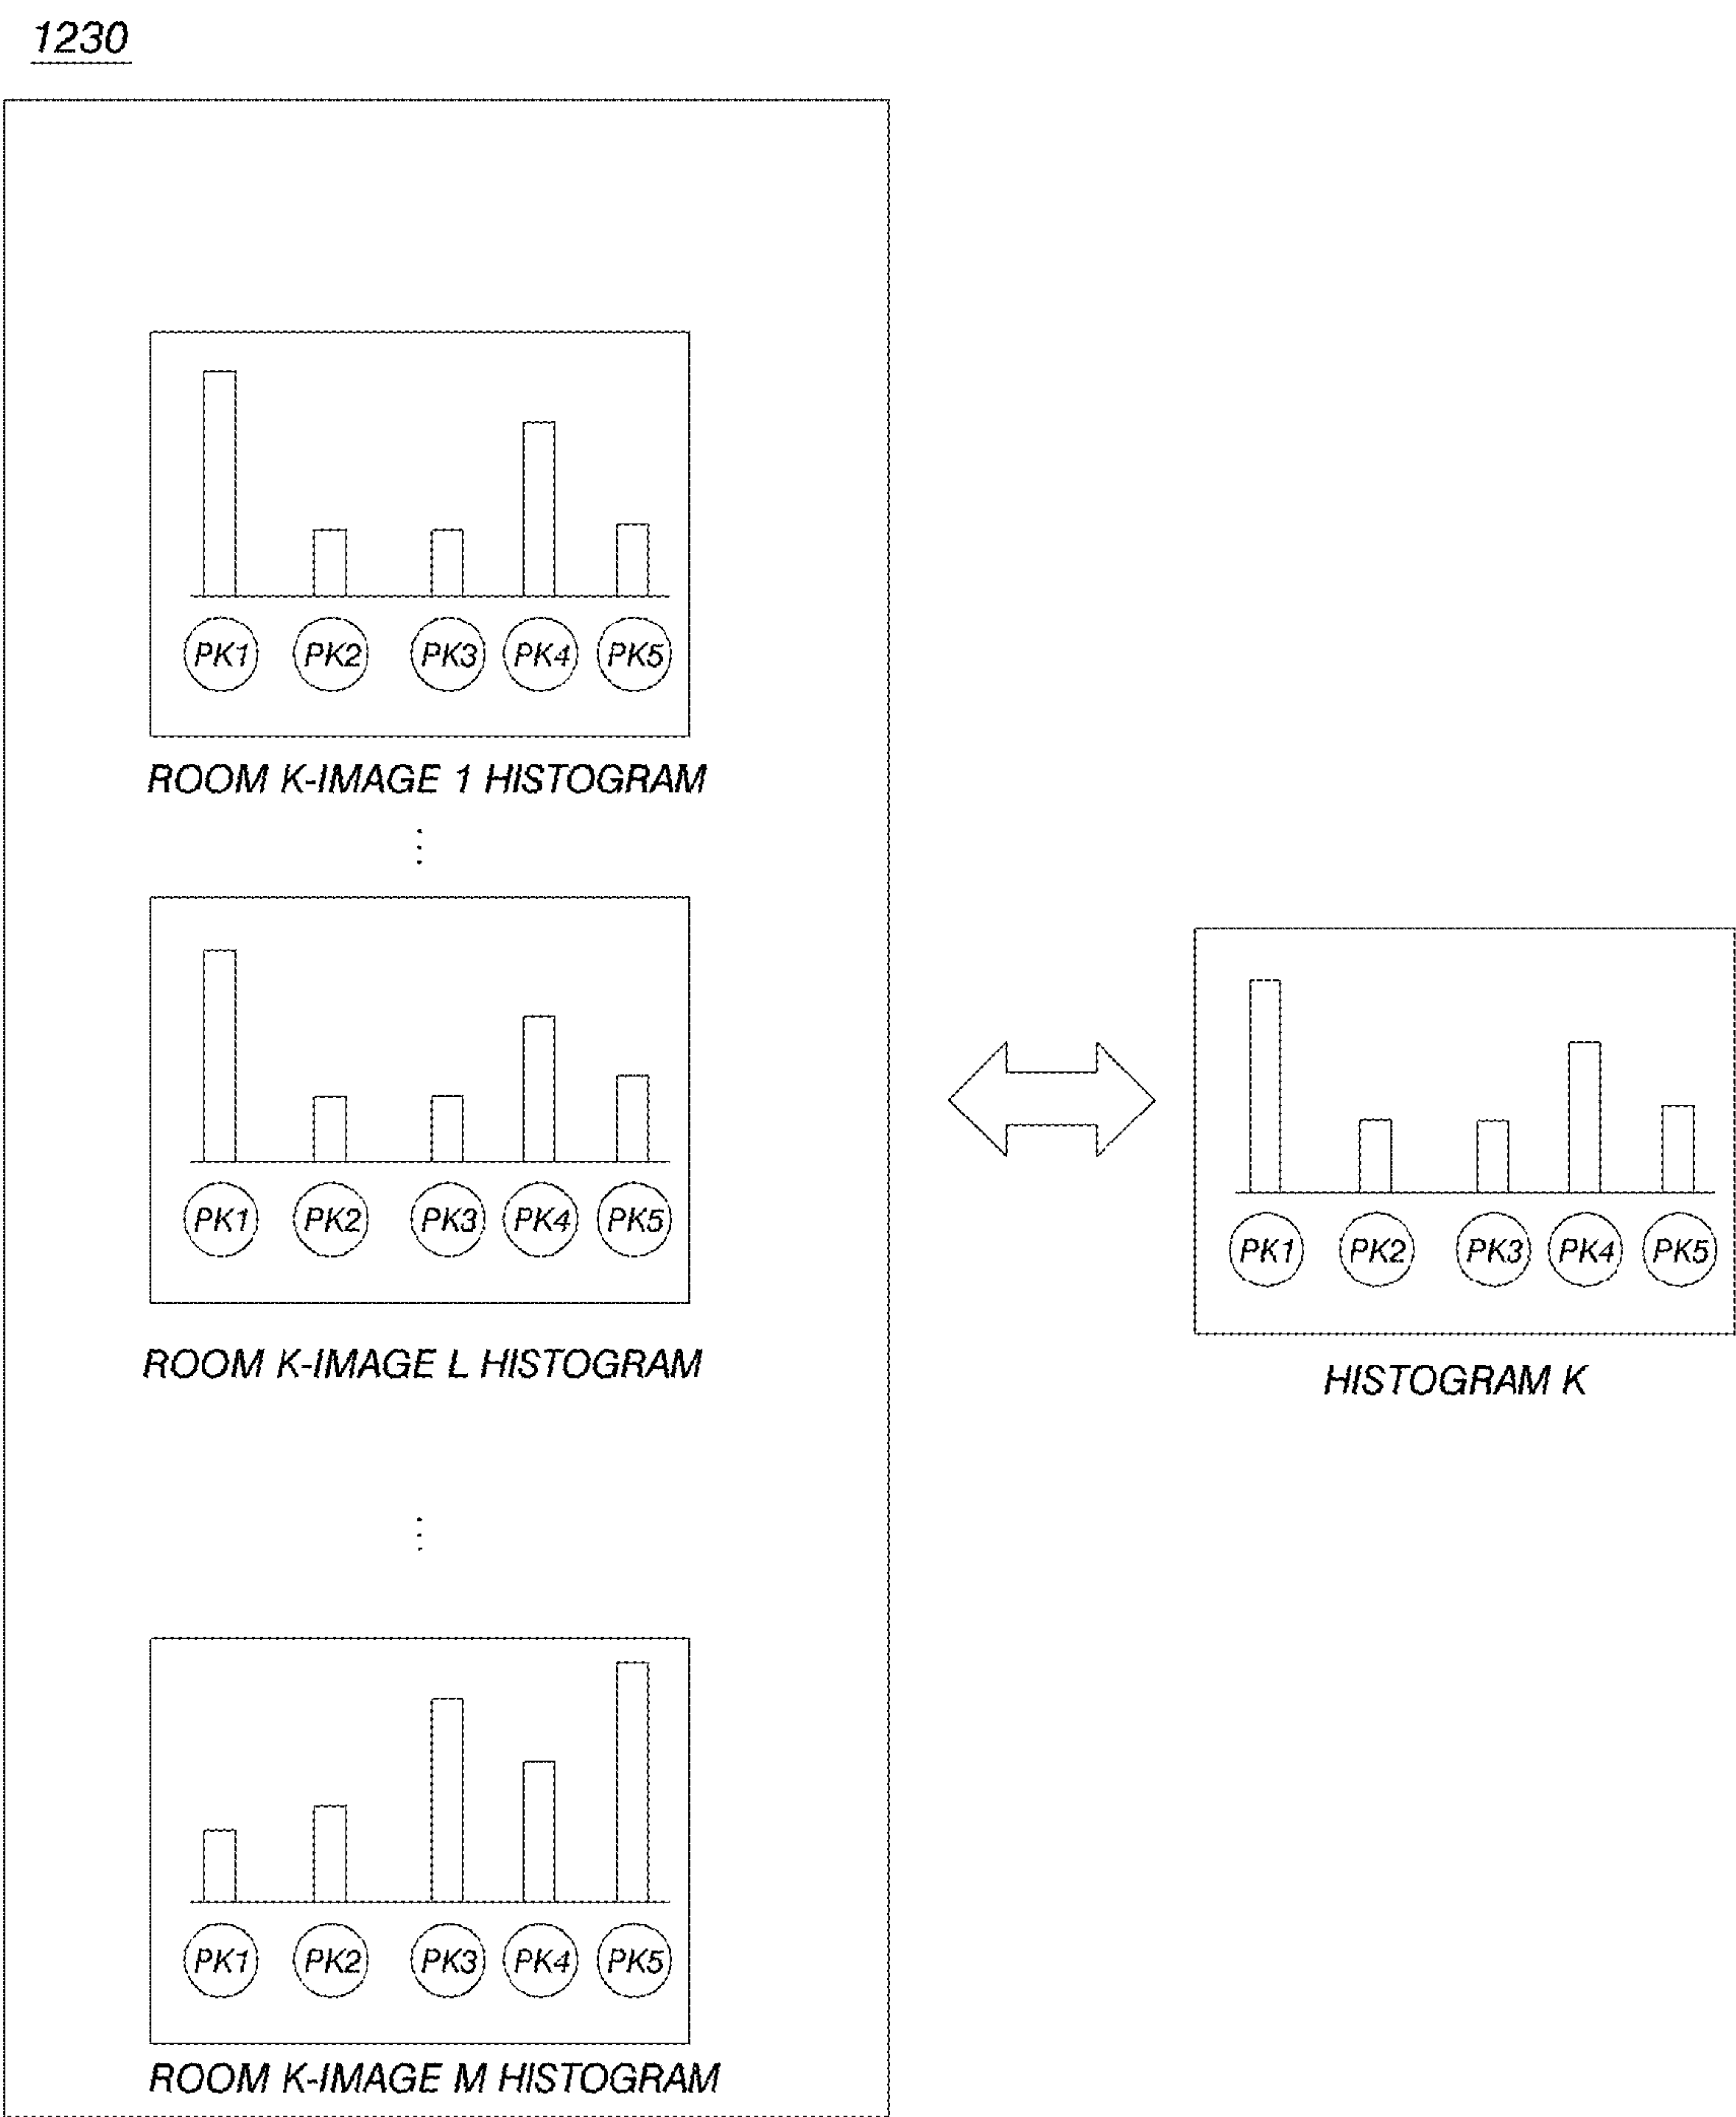 1230
PK1 PK2 PK3 PK4 PK5
ROOM K-IMAGE 1 HISTOGRAM
PK1 PK2 PK3 PK4 PK5
ROOM K-IMAGE L HISTOGRAM
PK1 PK2 PK3 PK4 PK5
HISTOGRAM K
PK1 PK2 PK3 PK4 PK5
ROOM K-IMAGE M HISTOGRAM